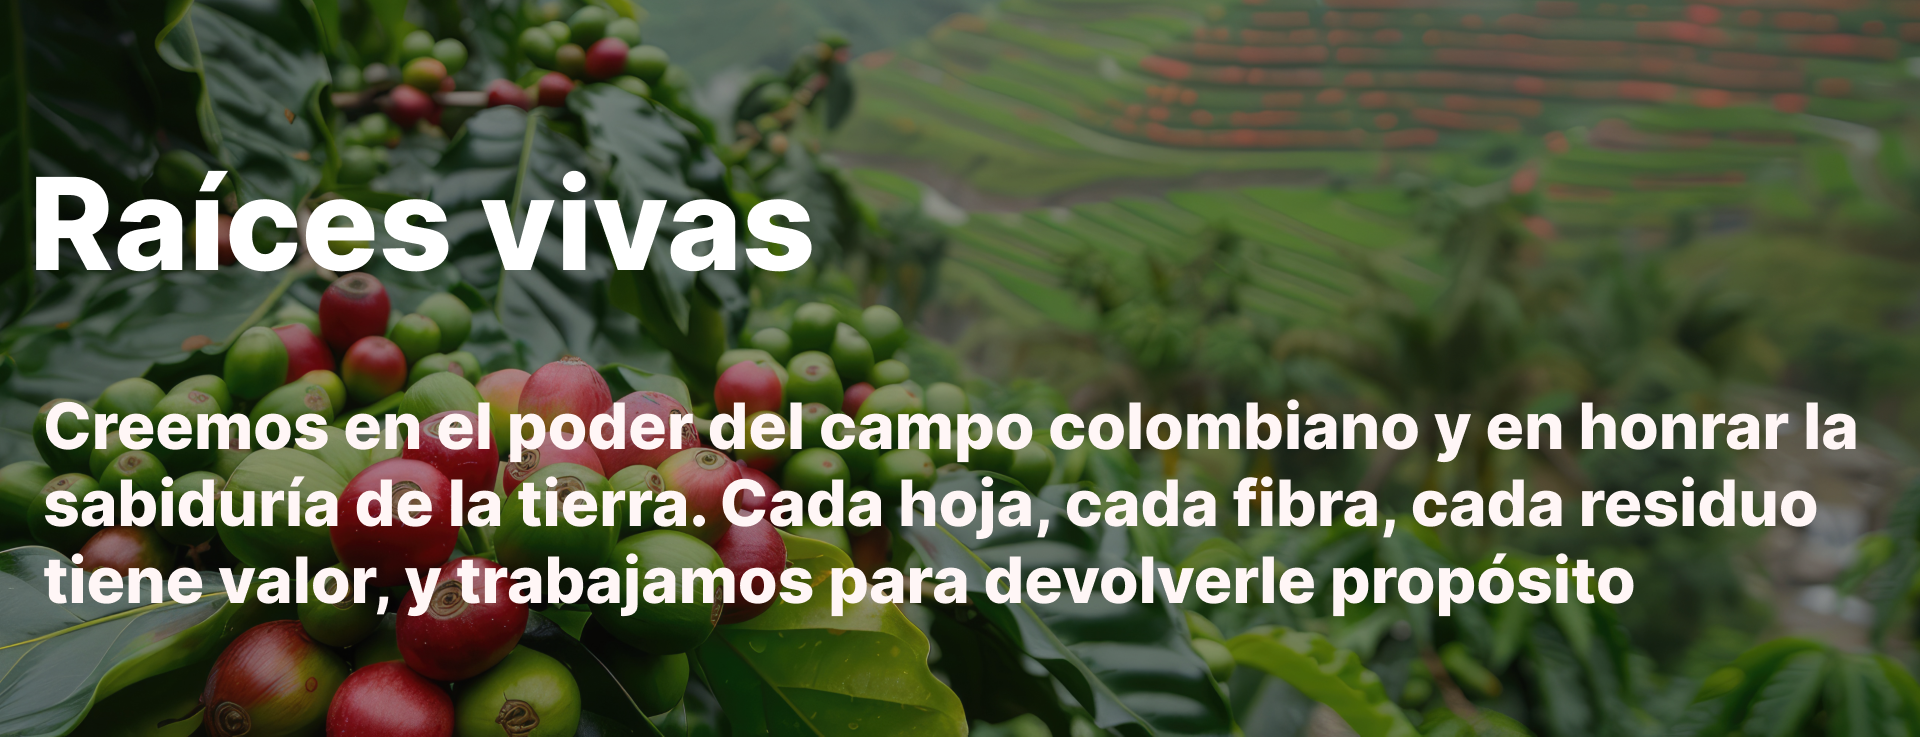 Raíces vivas
Creemos en el poder del campo colombiano y en honrar la
sabiduría de la tierra. Cada hoja, cada fibra, cada residuo
tiene valor, y trabajamos para devolverle propósito